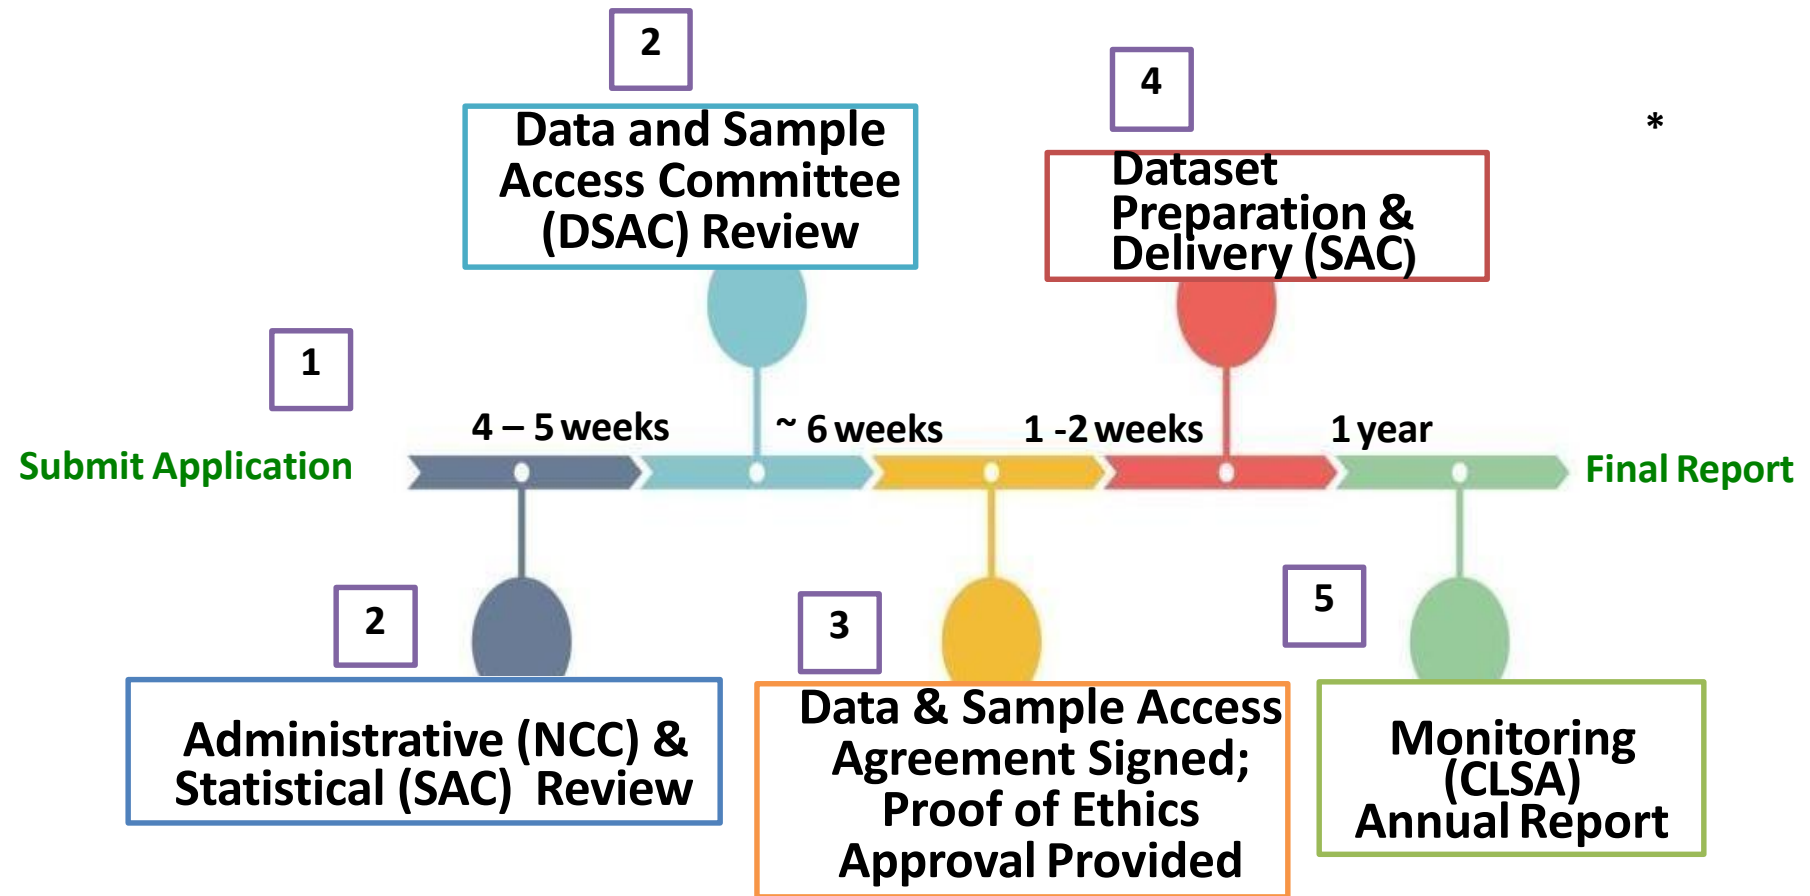 2
Data and Sample
Access Committee
(DSAC) Review
4
Dataset
Preparation &
Delivery (SAC)
*
1
Submit Application
4 – 5 weeks
~ 6 weeks
1 -2 weeks
1 year
Final Report
2
Administrative (NCC) &
Statistical (SAC) Review
3
Data & Sample Access
Agreement Signed;
Proof of Ethics
Approval Provided
5
Monitoring
(CLSA)
Annual Report